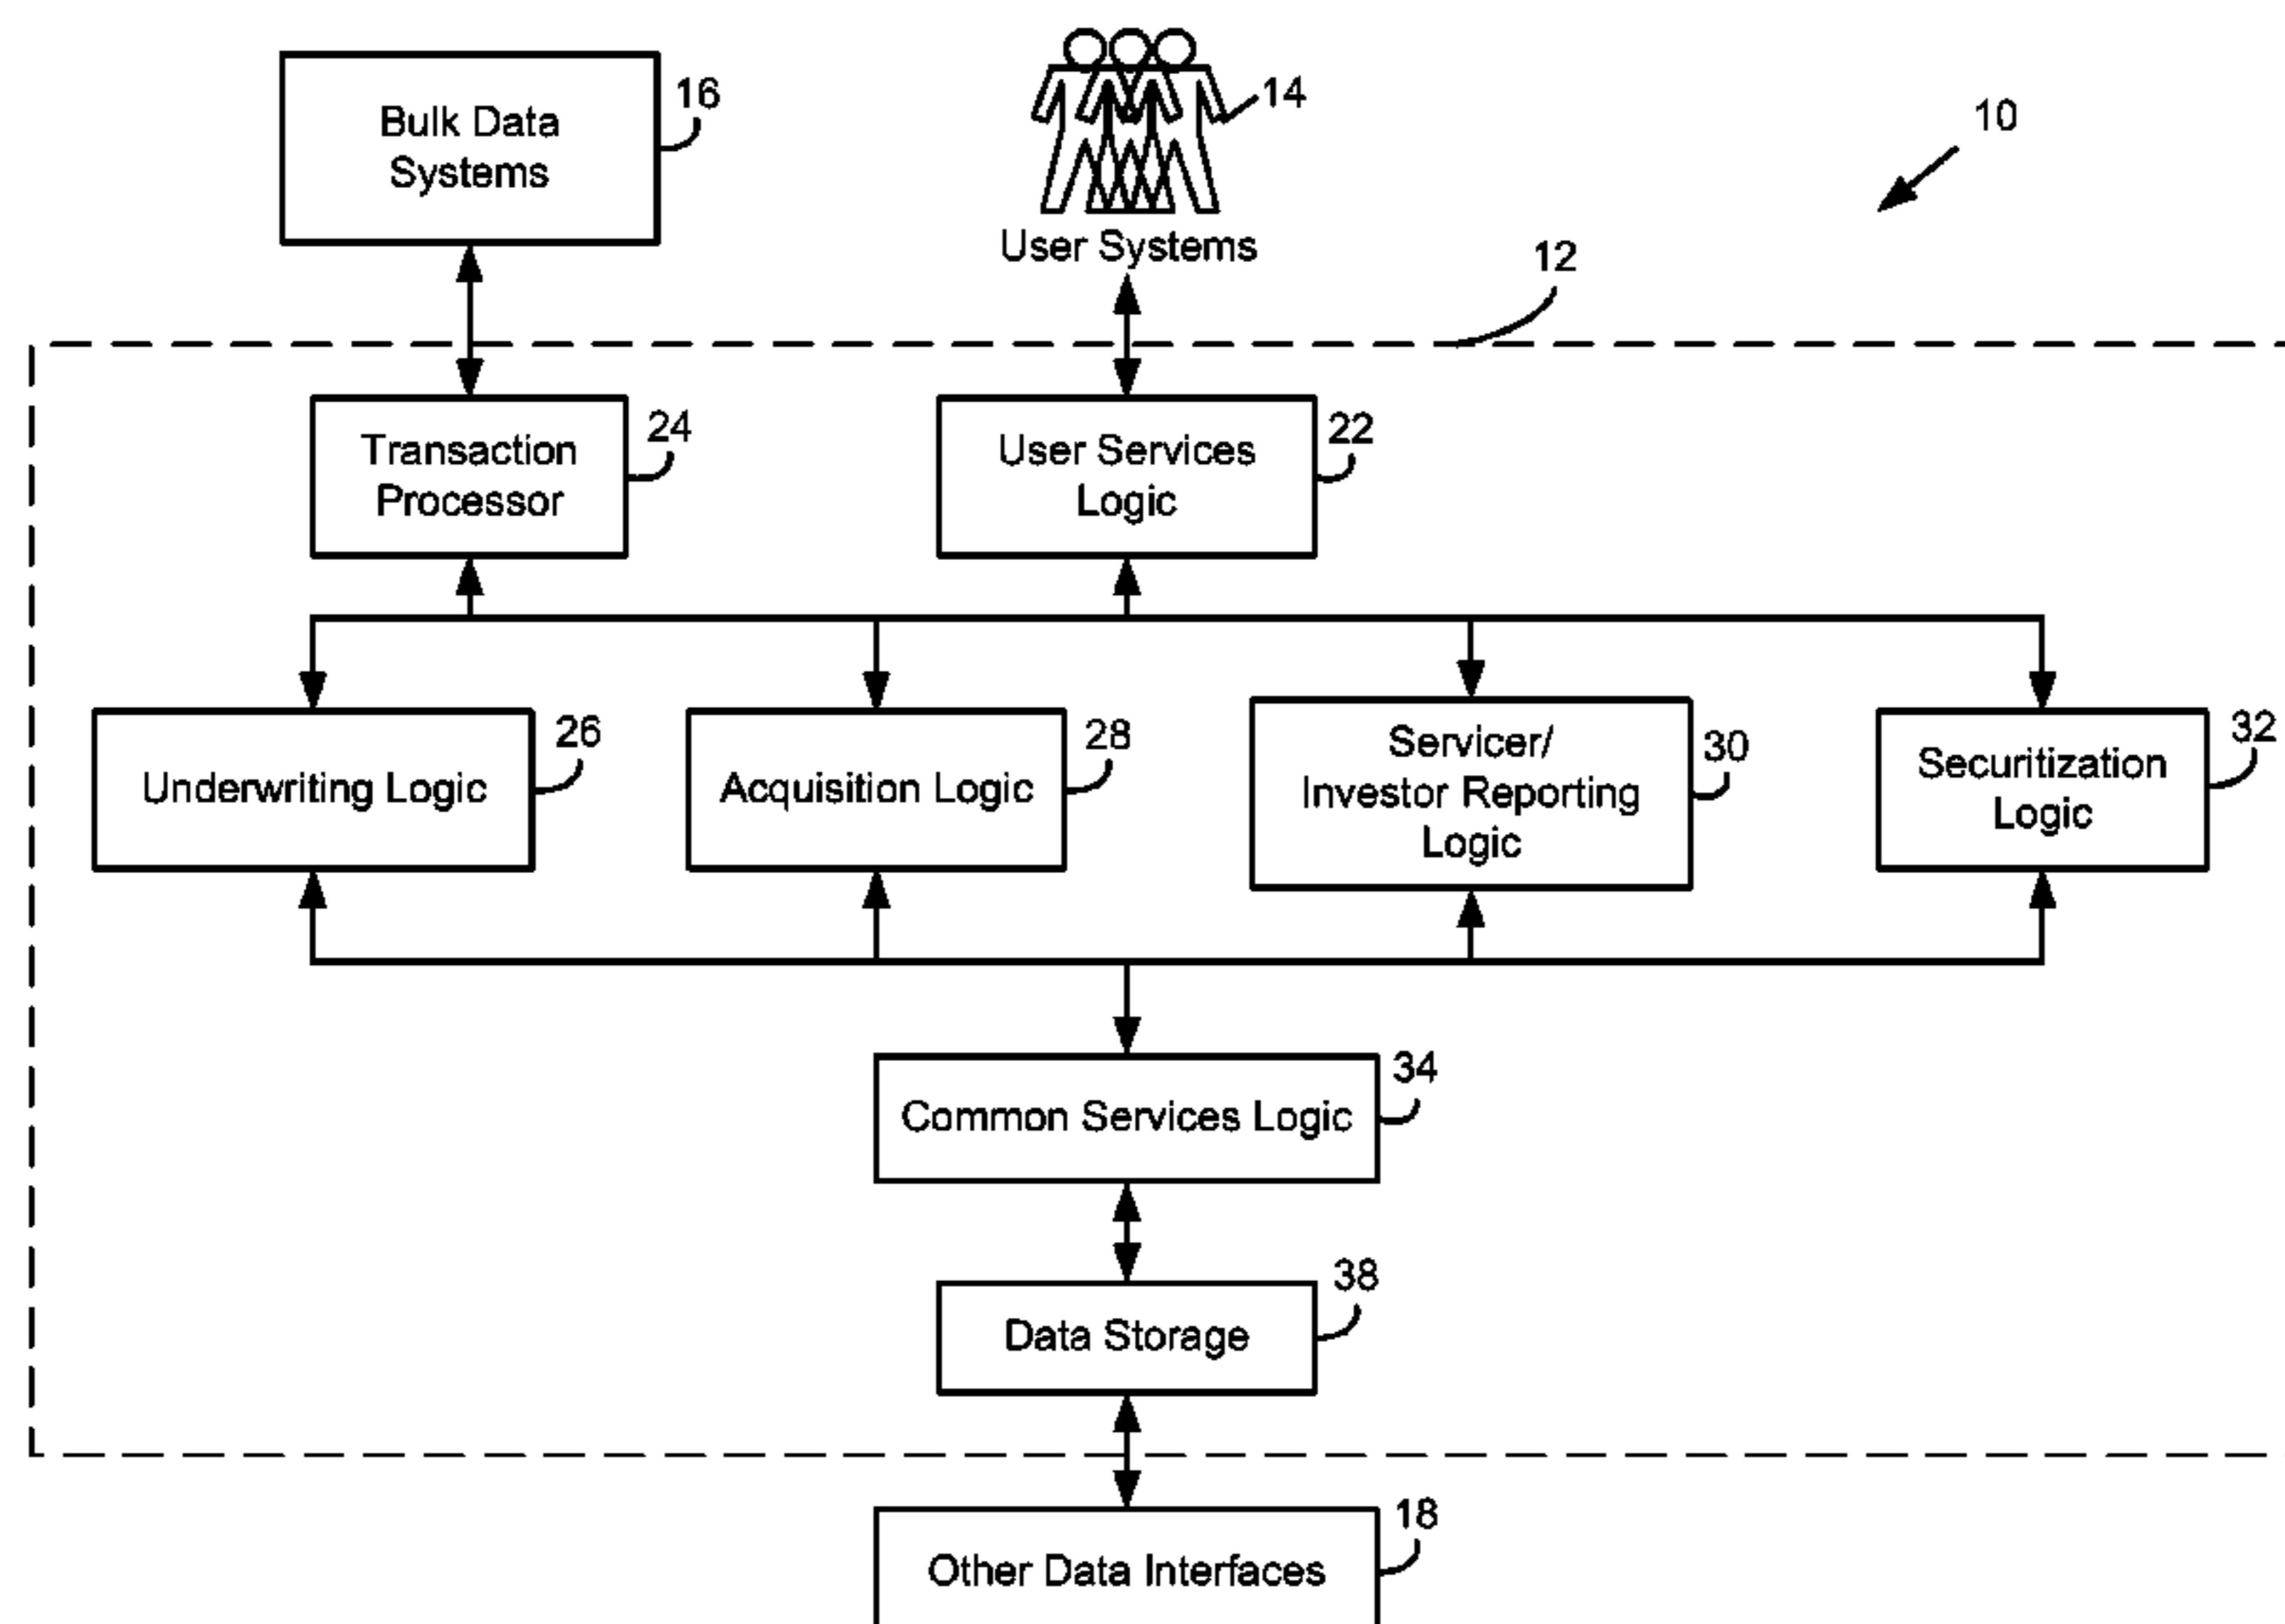 Bulk Data
Systems
16
14
10
User Systems
12
Transaction
Processor
24
User Services
Logic
22
Underwriting Logic
26
Acquisition Logic
28
Servicer/
Investor Reporting
Logic
30
Securitization
Logic
32
Common Services Logic
34
Data Storage
38
Other Data Interfaces
18